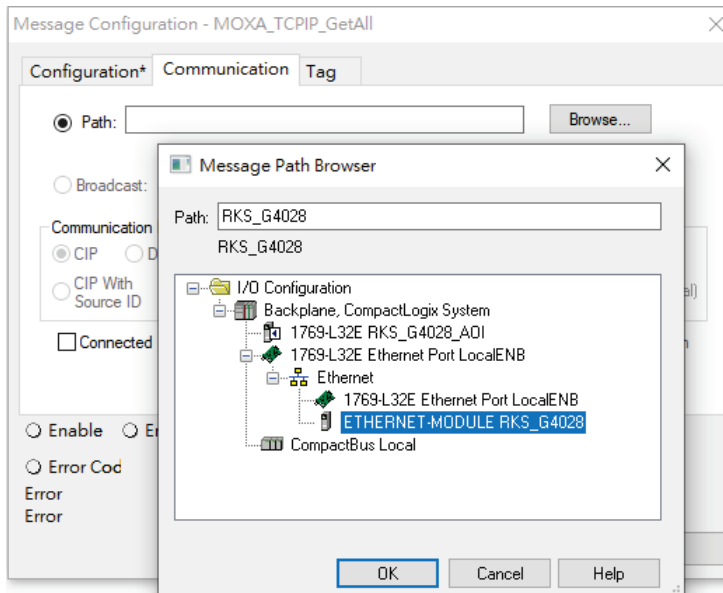 Message Configuration - MOXA_TCPIP_GetAll
Configuration* Communication Tag
Path: Browse...
Message Path Browser
Broadcast:
Path: RKS_G4028
RKS_G4028
Communication
CIP D
CIP With
Source ID
al)
Connected
I/O Configuration
Backplane, CompactLogix System
1769-L32E RKS_G4028_AOI
1769-L32E Ethernet Port LocalENB
Ethernet
1769-L32E Ethernet Port LocalENB
ETHERNET-MODULE RKS_G4028
CompactBus Local
Enable
Error Cod
Error
Error
OK Cancel Help